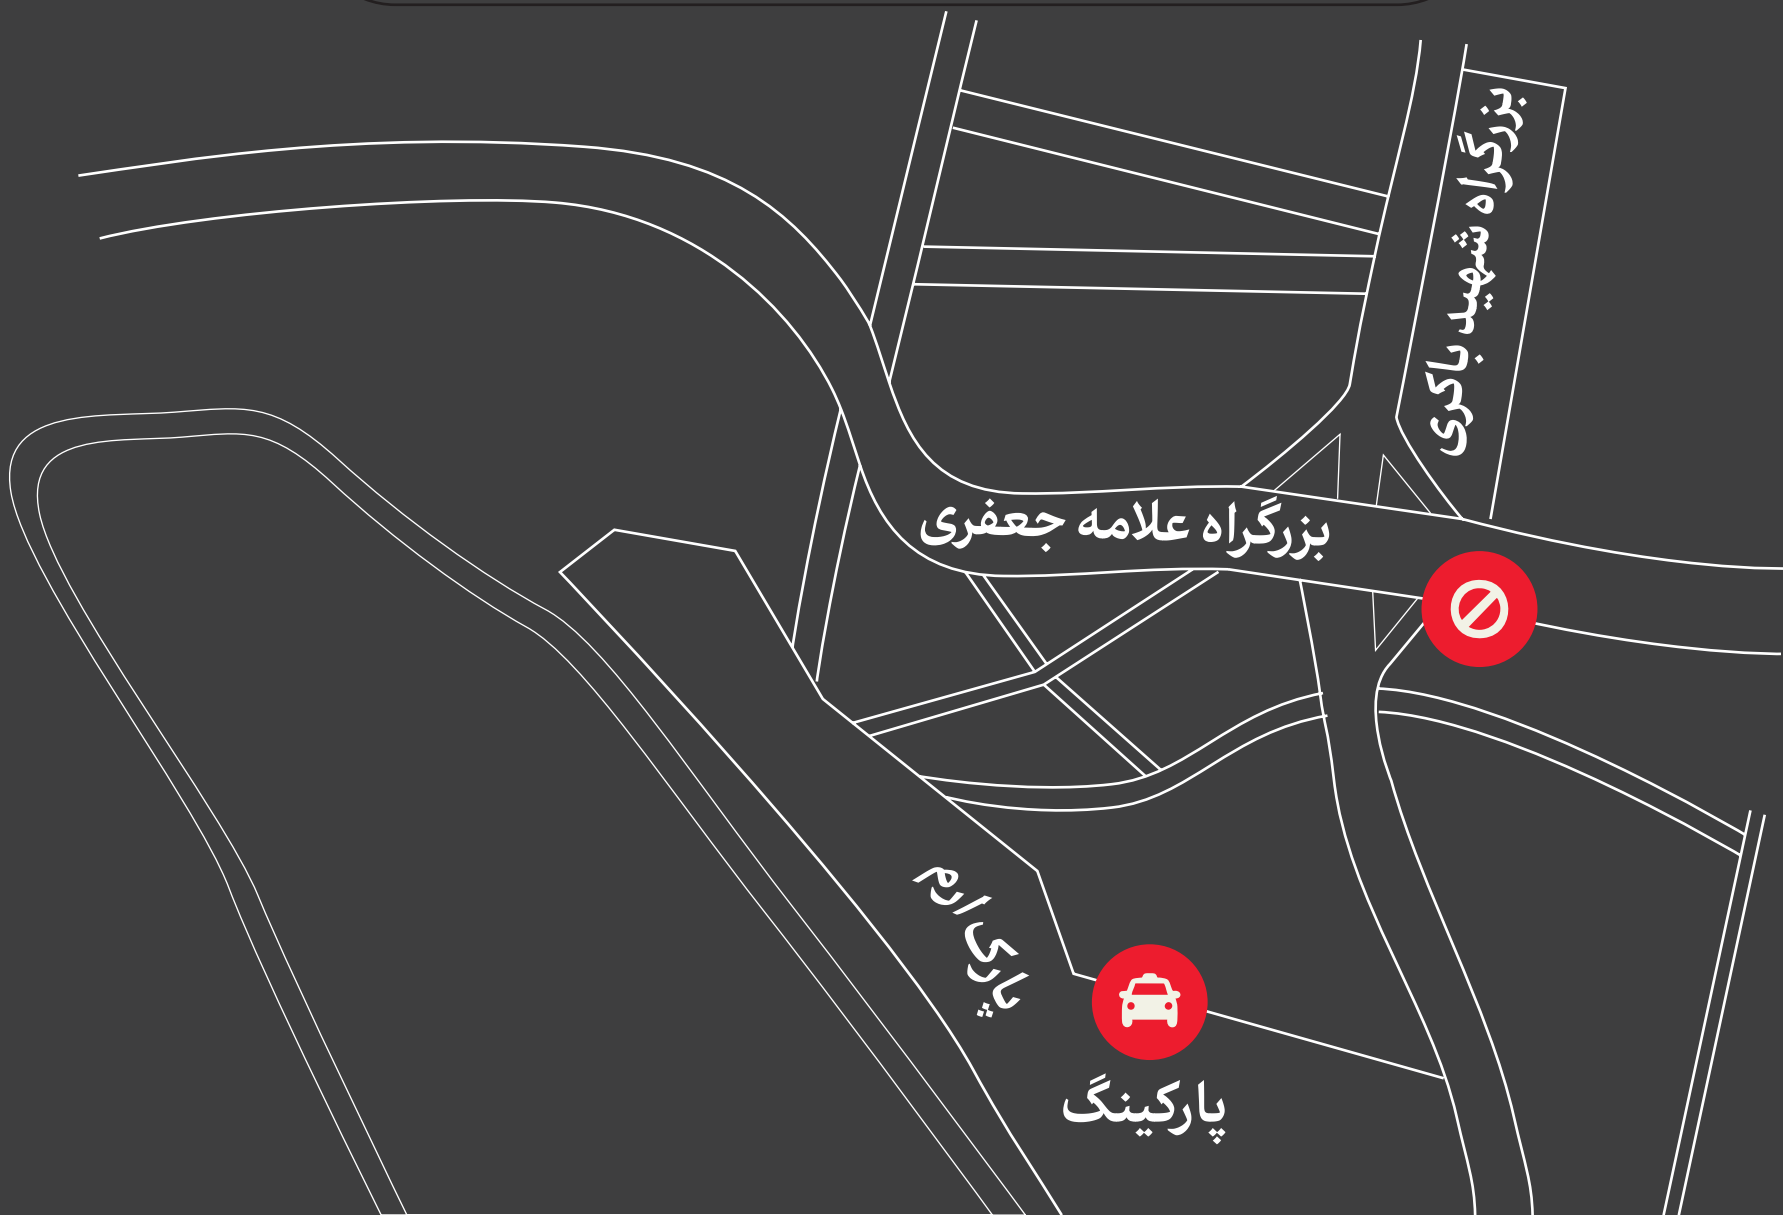 بزرگراه شهید باکری
بزرگراه علامه جعفری
پارک ارم
پارکینگ